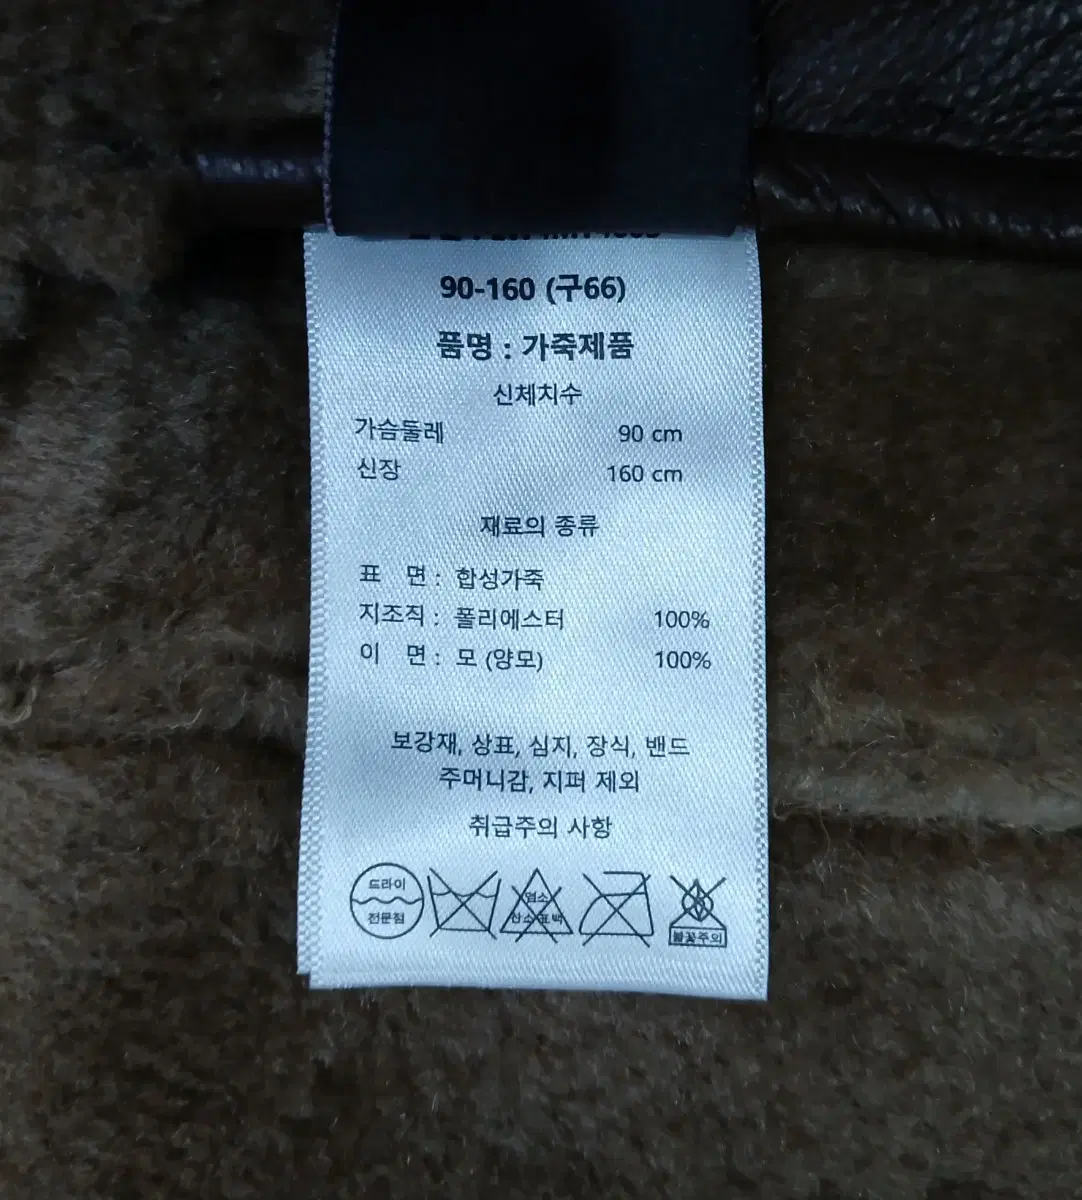 90-160 (구66)
품명 : 가죽제품
신체치수
가슴둘레 90 cm
신장 160 cm
재료의 종류
표 면 : 합성가죽
지조직 : 폴리에스터 100%
이 면 : 모 (양모) 100%
보강재, 상표, 심지, 장식, 밴드
주머니감, 지퍼 제외
취급주의 사항
드라이
전문점
염소
산소표백
불꽃주의